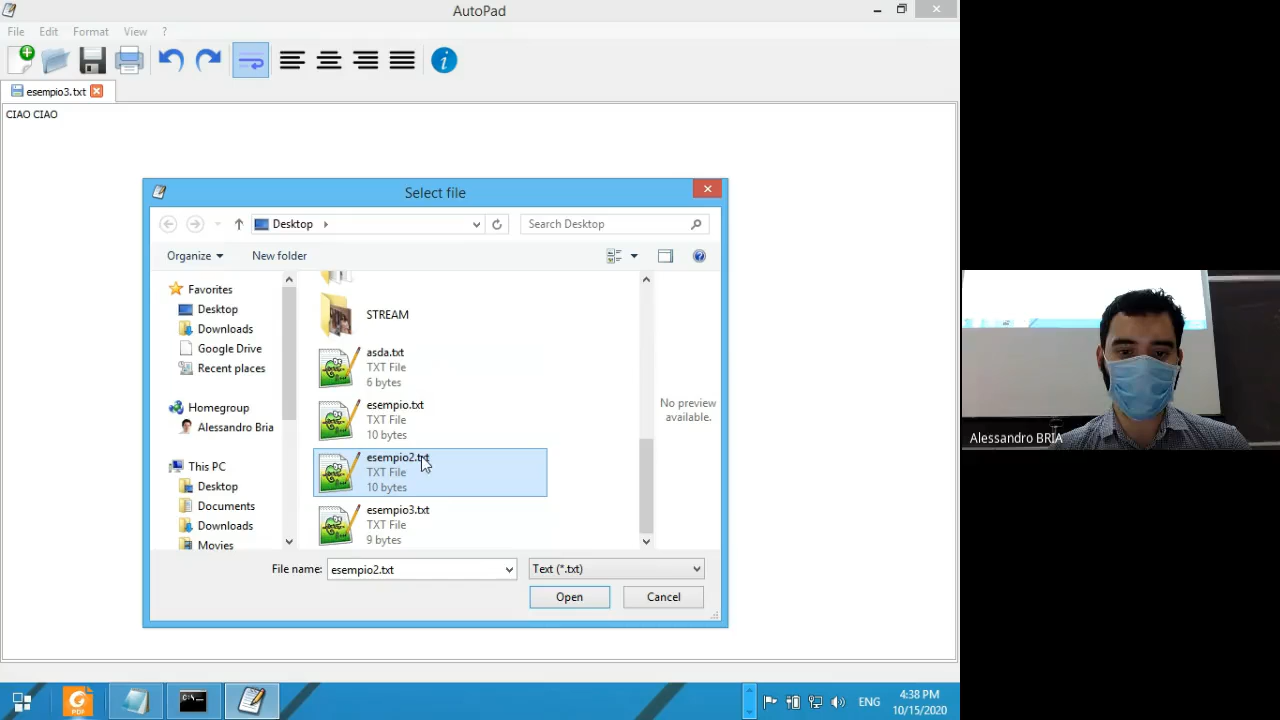 AutoPad
File Edit Format View ?
esempio3.txt
CIAO CIAO
Select file
Desktop
Search Desktop
Organize
New folder
Favorites
Desktop
Downloads
Google Drive
Recent places
Homegroup
Alessandro Bria
This PC
Desktop
Documents
Downloads
Movies
STREAM
asda.txt
TXT File
6 bytes
esempio.txt
TXT File
10 bytes
esempio2.txt
TXT File
10 bytes
esempio3.txt
TXT File
9 bytes
No preview
available.
File name: esempio2.txt
Text (*.txt)
Open
Cancel
Alessandro BRIA
PDF
ENG
4:38 PM
10/15/2020